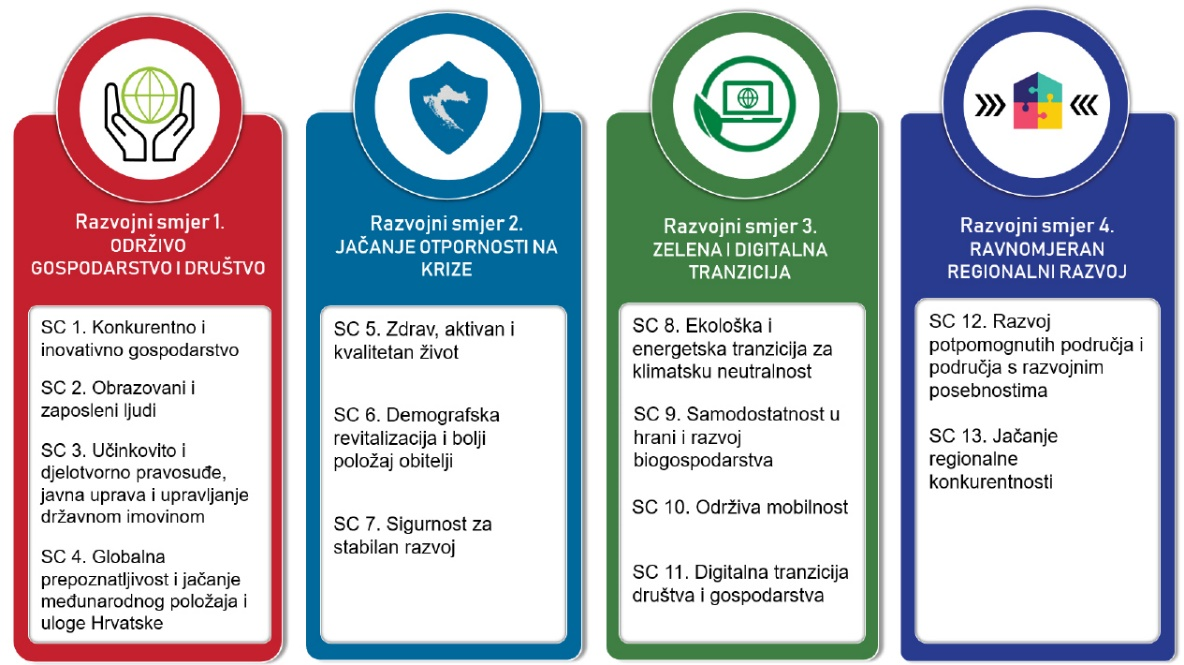 Razvojni smjer 1.
ODRŽIVO
GOSPODARSTVO I DRUŠTVO
SC 1. Konkurentno i
inovativno gospodarstvo
SC 2. Obrazovani i
zaposleni ljudi
SC 3. Učinkovito i
djelotvorno pravosuđe,
javna uprava i upravljanje
državnom imovinom
SC 4. Globalna
prepoznatljivost i jačanje
međunarodnog položaja i
uloge Hrvatske
Razvojni smjer 2.
JAČANJE OTPORNOSTI NA
KRIZE
SC 5. Zdrav, aktivan i
kvalitetan život
SC 6. Demografska
revitalizacija i bolji
položaj obitelji
SC 7. Sigurnost za
stabilan razvoj
Razvojni smjer 3.
ZELENA I DIGITALNA
TRANZICIJA
SC 8. Ekološka i
energetska tranzicija za
klimatsku neutralnost
SC 9. Samodostatnost u
hrani i razvoj
biogospodarstva
SC 10. Održiva mobilnost
SC 11. Digitalna tranzicija
društva i gospodarstva
Razvojni smjer 4.
RAVNOMJERAN
REGIONALNI RAZVOJ
SC 12. Razvoj
potpomognutih područja i
područja s razvojnim
posebnostima
SC 13. Jačanje
regionalne
konkurentnosti